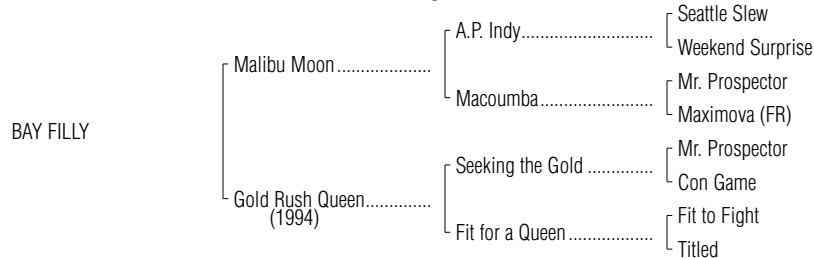 Seattle Slew
A.P. Indy............................
Weekend Surprise
Malibu Moon....................
Mr. Prospector
Macoumba........................
Maximova (FR)
BAY FILLY
Mr. Prospector
Seeking the Gold ..............
Con Game
Gold Rush Queen..............
(1994)
Fit to Fight
Fit for a Queen..................
Titled